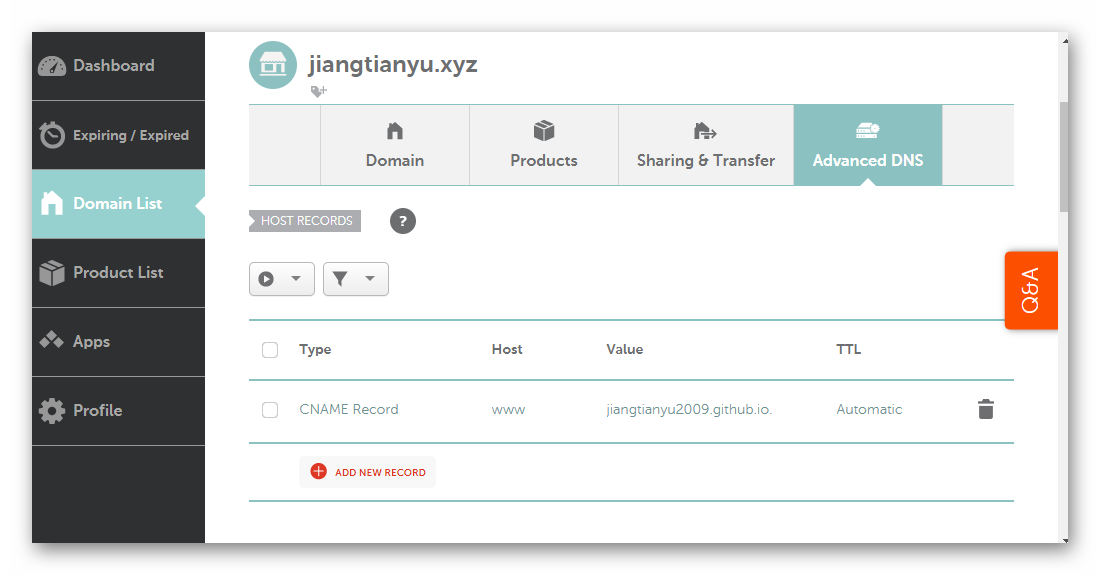 Dashboard
Expiring / Expired
Domain List
Product List
Apps
Profile
jiangtianyu.xyz
Domain
Products
Sharing & Transfer
Advanced DNS
HOST RECORDS
?
Q&A
Type Host Value TTL
CNAME Record www jiangtianyu2009.github.io. Automatic
ADD NEW RECORD